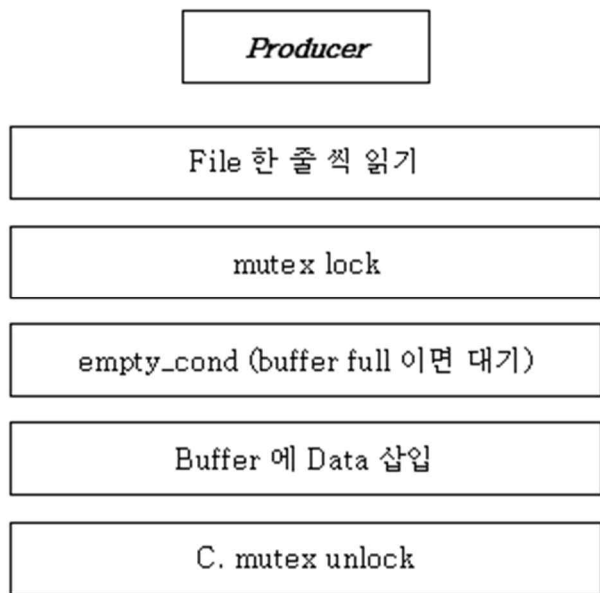 Producer
File 한 줄 씩 읽기
mutex lock
empty_cond (buffer full 이면 대기)
Buffer 에 Data 삽입
C. mutex unlock